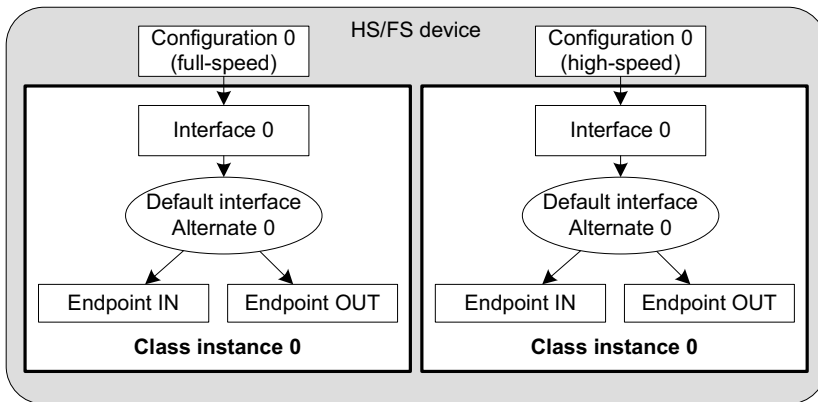 HS/FS device
Configuration 0
(full-speed)
Interface 0
Default interface
Alternate 0
Endpoint IN
Endpoint OUT
Class instance 0
Configuration 0
(high-speed)
Interface 0
Default interface
Alternate 0
Endpoint IN
Endpoint OUT
Class instance 0